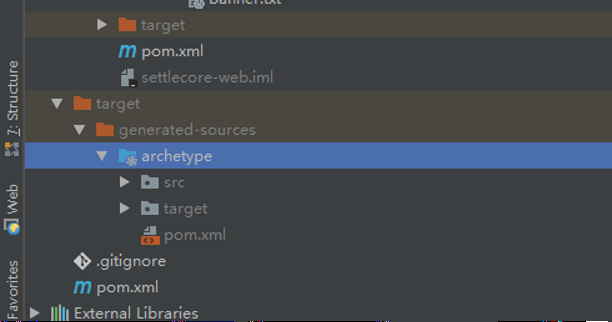 banner.txt
target
pom.xml
settlecore-web.iml
target
generated-sources
archetype
src
target
pom.xml
.gitignore
pom.xml
External Libraries
7: Structure
Web
Favorites